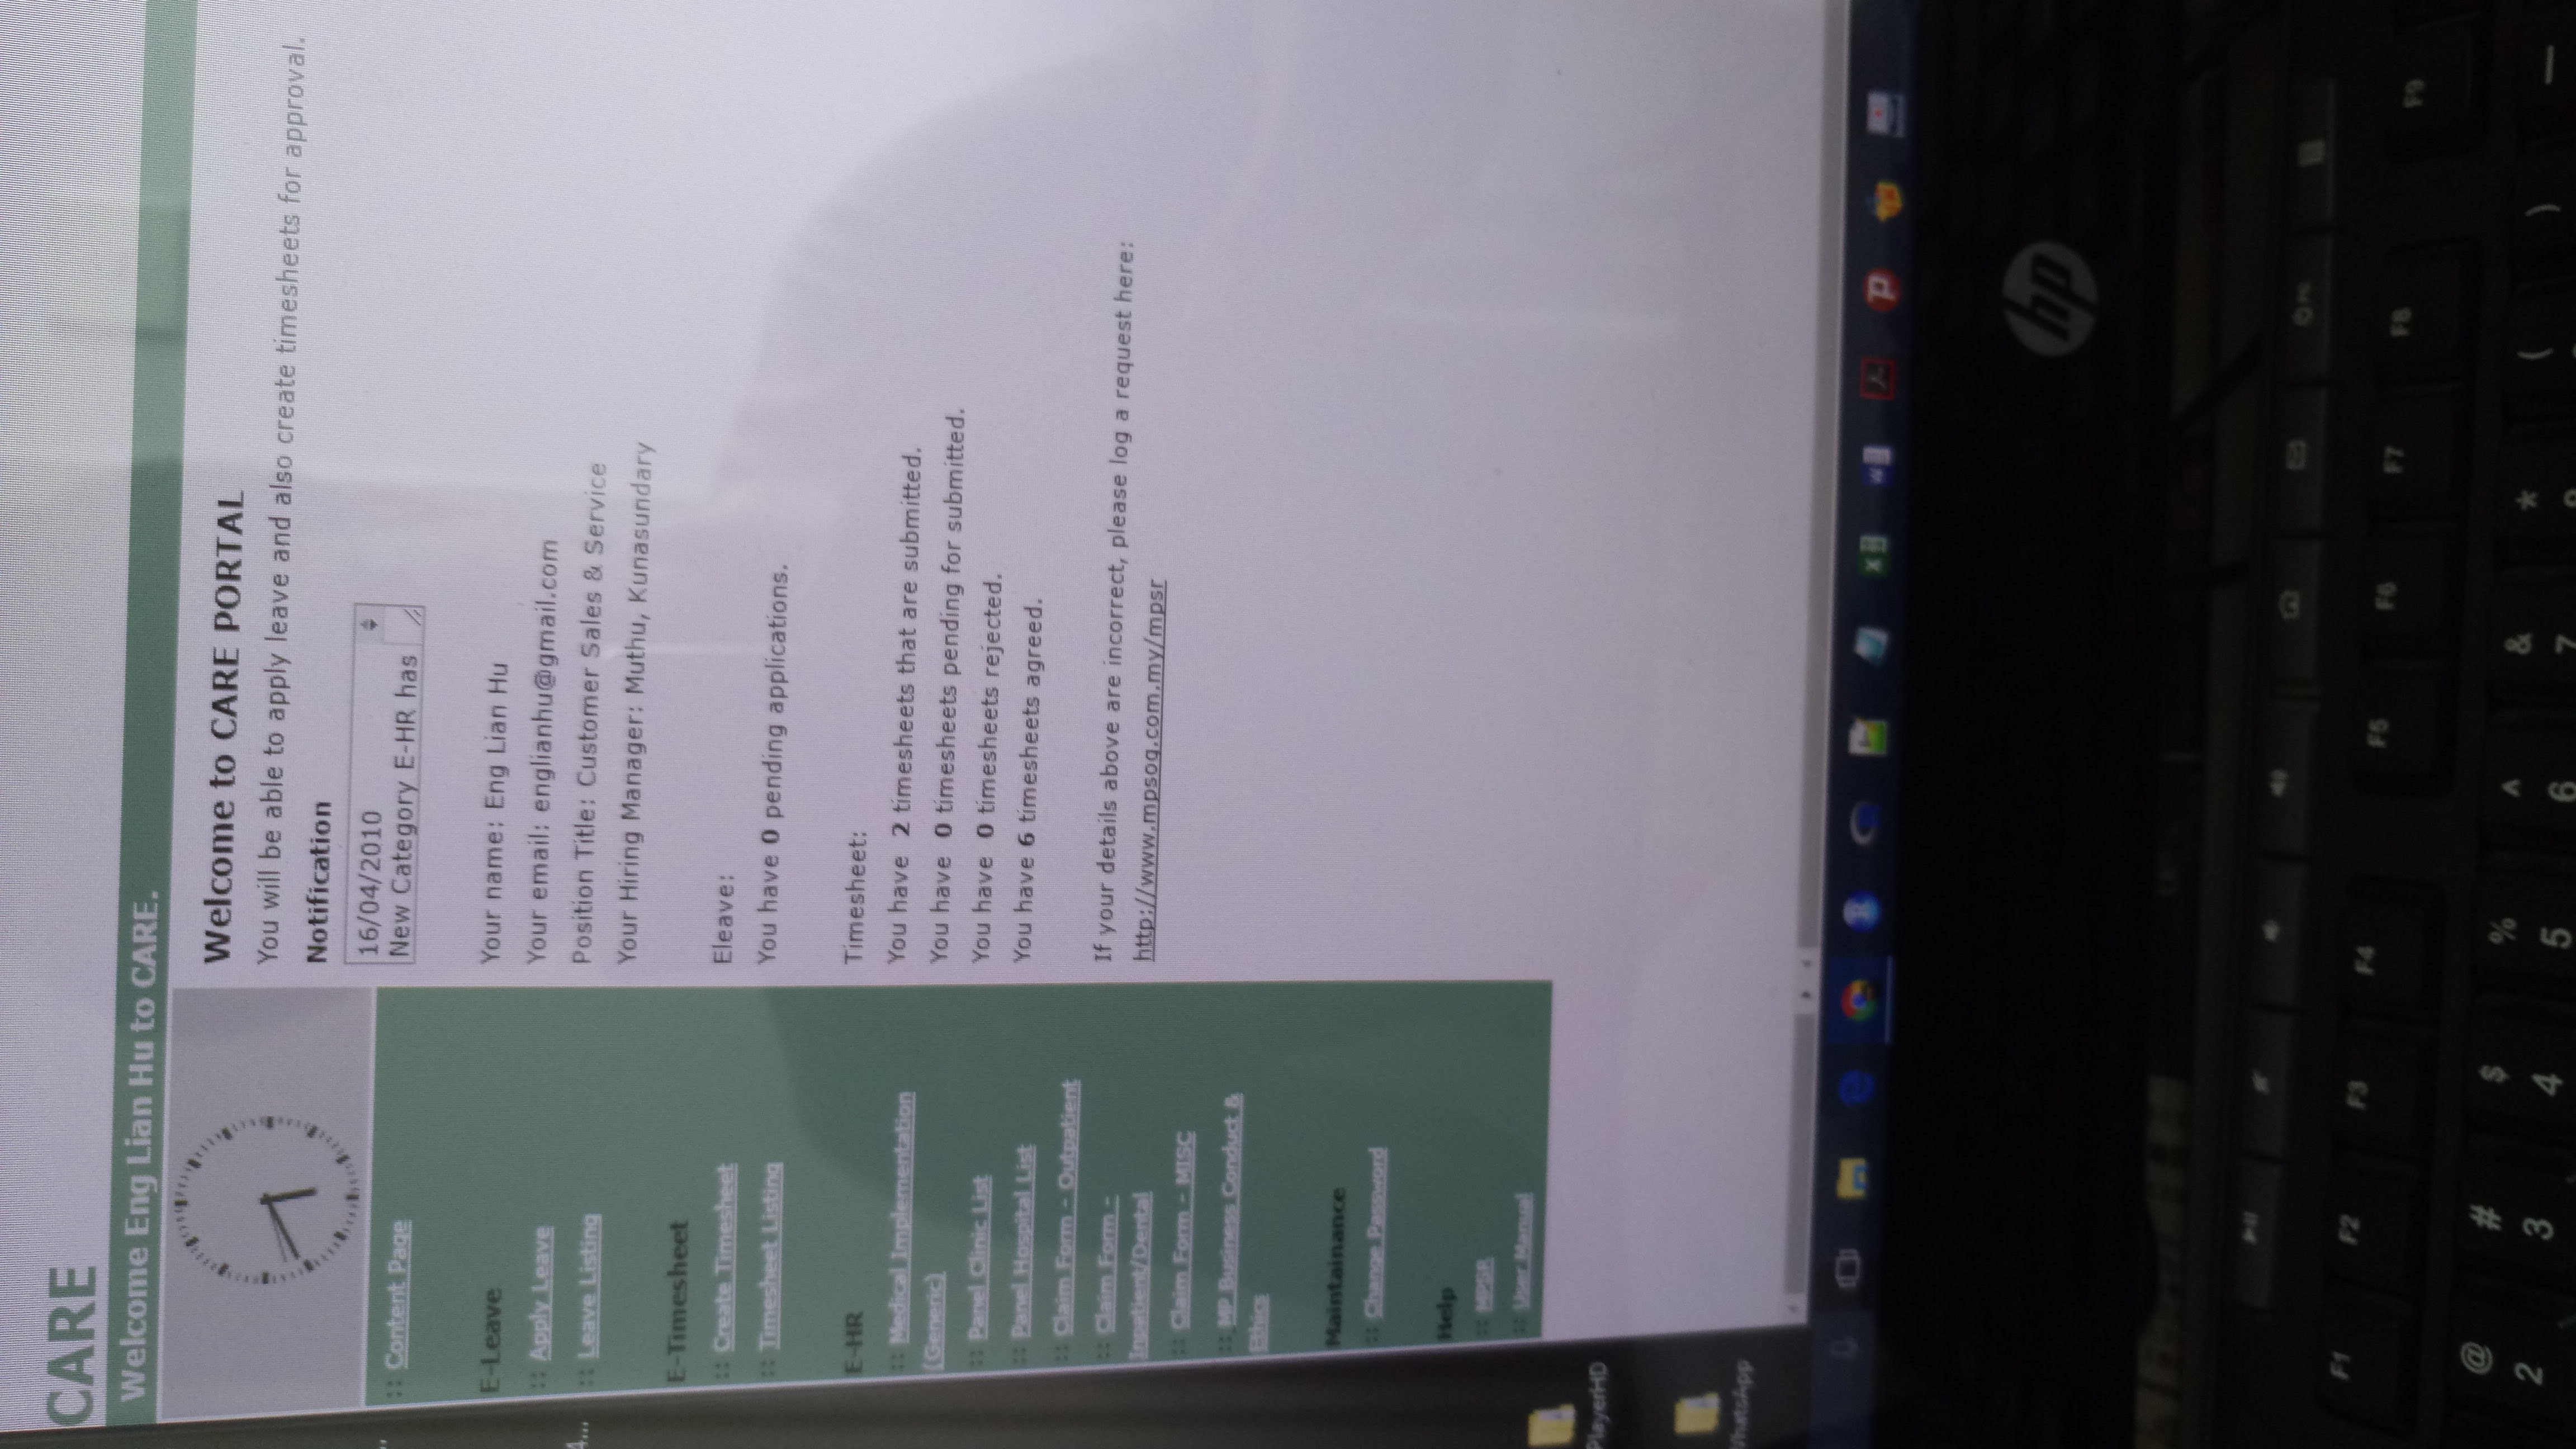 CARE
Welcome Eng Lian Hu to CARE.
Welcome to CARE PORTAL
You will be able to apply leave and also create timesheets for approval.
Notification
16/04/2010
New Category E-HR has
Your name: Eng Lian Hu
Your email: englianhu@gmail.com
Position Title: Customer Sales & Service
Your Hiring Manager: Muthu, Kunasundary
Eleave:
You have 0 pending applications.
Timesheet:
You have 2 timesheets that are submitted.
You have 0 timesheets pending for submitted.
You have 0 timesheets rejected.
You have 6 timesheets agreed.
If your details above are incorrect, please log a request here:
http://www.mpsog.com.my/mpsr
:: Content Page
E-Leave
:: Apply Leave
:: Leave Listing
E-Timesheet
:: Create Timesheet
:: Timesheet Listing
E-HR
:: Medical Implementation
(Generic)
:: Panel Clinic List
:: Panel Hospital List
:: Claim Form - Outpatient
:: Claim Form -
Inpatient/Dental
:: Claim Form - MISC
:: MP Business Conduct &
Ethics
Maintainance
:: Change Password
Help
:: MPSR
:: User Manual
PlayerHD
WhatsApp
hp
F1 F2 F3 F4 F5 F6 F7 F8 F9
@ # $ % ^ & * ( ) —
2 3 4 5 6 7